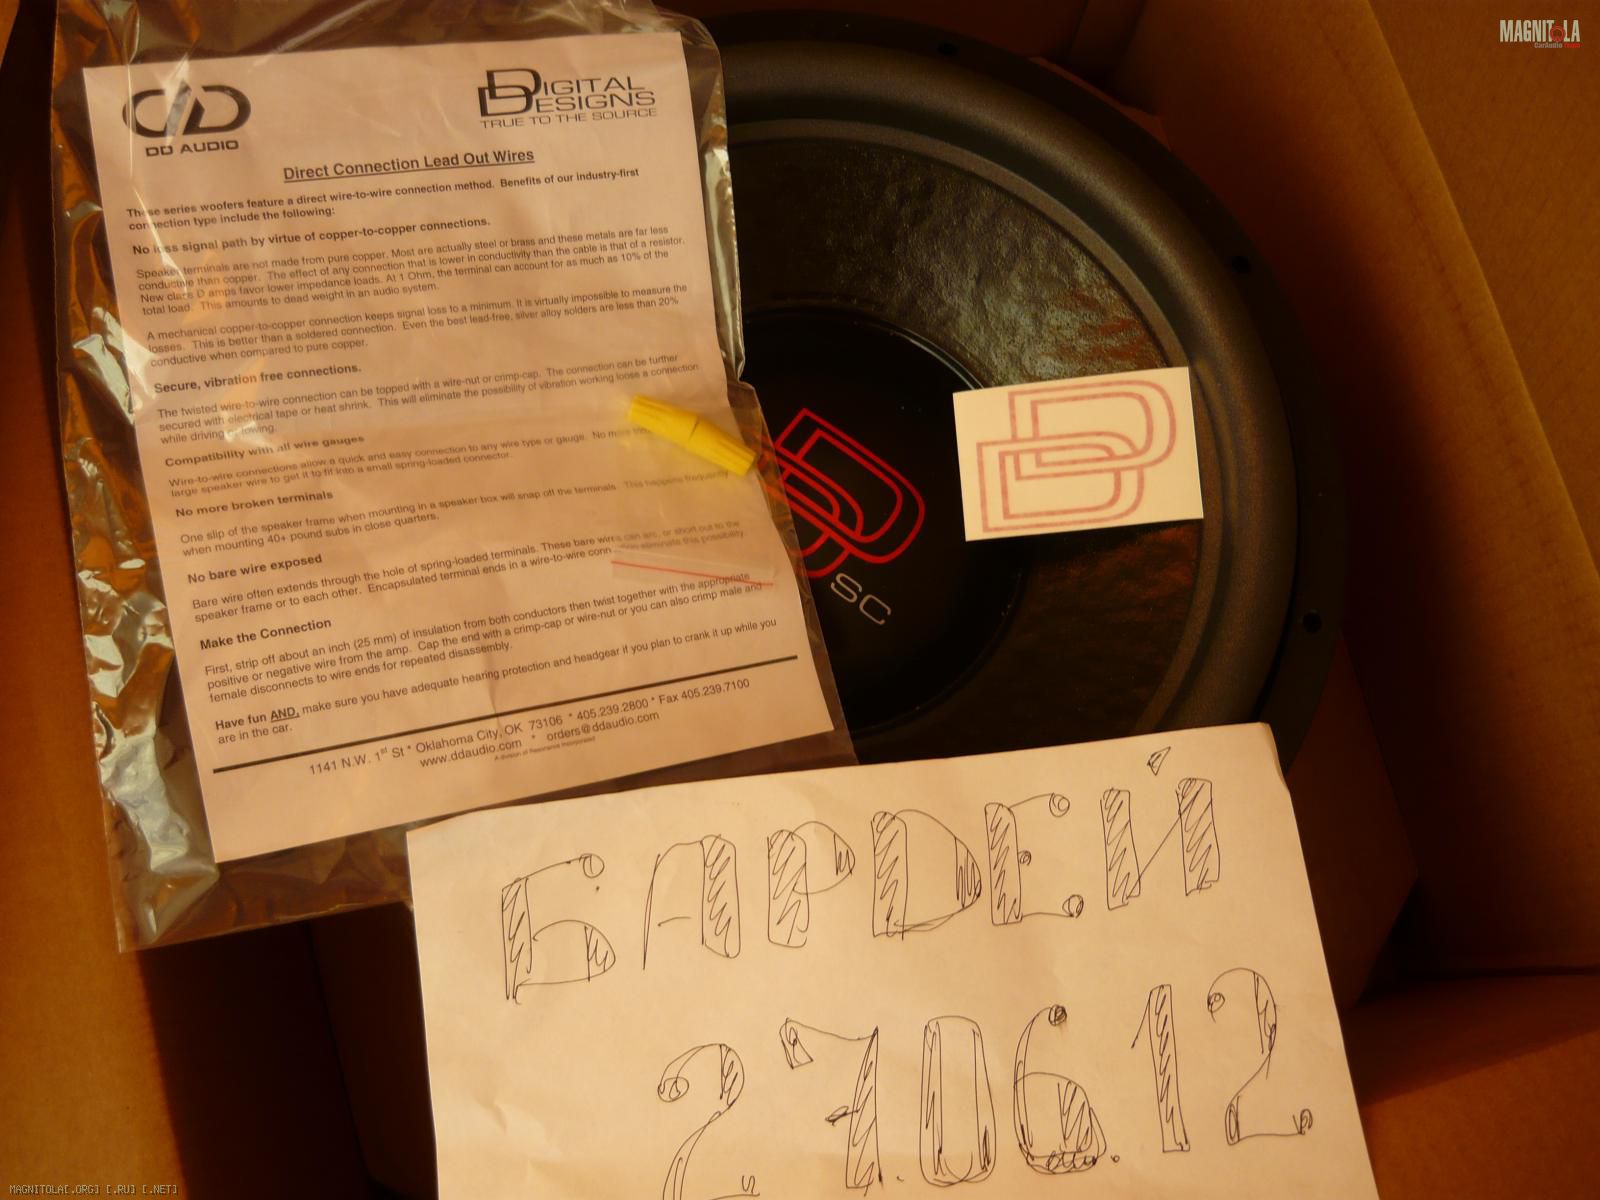 MAGNITOLA
CarAudio
DD AUDIO
DIGITAL
DESIGNS
TRUE TO THE SOURCE
Direct Connection Lead Out Wires
These series woofers feature a direct wire-to-wire connection method. Benefits of our industry-first
connection type include the following:
No loss signal path by virtue of copper-to-copper connections.
Speaker terminals are not made from pure copper. Most are actually steel or brass and these metals are far less
conductive than copper. The effect of any connection that is lower in conductivity than the cable is that of a resistor.
New class D amps favor lower impedance loads. At 1 Ohm, the terminal can account for as much as 10% of the
total load. This amounts to dead weight in an audio system.
A mechanical copper-to-copper connection keeps signal loss to a minimum. It is virtually impossible to measure the
losses. This is better than a soldered connection. Even the best lead-free, silver alloy solders are less than 20%
conductive when compared to pure copper.
Secure, vibration free connections.
The twisted wire-to-wire connection can be topped with a wire-nut or crimp-cap. The connection can be further
secured with electrical tape or heat shrink. This will eliminate the possibility of vibration working loose a connection
while driving or towing.
Compatibility with all wire gauges
Wire-to-wire connections allow a quick and easy connection to any wire type or gauge. No more
large speaker wire to get it to fit into a small spring-loaded connector.
No more broken terminals
One slip of the speaker frame when mounting in a speaker box will snap off the terminals. This happens frequently
when mounting 40+ pound subs in close quarters.
No bare wire exposed
Bare wire often extends through the hole of spring-loaded terminals. These bare wires can arc, or short out to the
speaker frame or to each other. Encapsulated terminal ends in a wire-to-wire connection eliminate this possibility.
Make the Connection
First, strip off about an inch (25 mm) of insulation from both conductors then twist together with the appropriate
positive or negative wire from the amp. Cap the end with a crimp-cap or wire-nut or you can also crimp male and
female disconnects to wire ends for repeated disassembly.
Have fun AND, make sure you have adequate hearing protection and headgear if you plan to crank it up while you
are in the car.
1141 N.W. 1st St * Oklahoma City, OK 73106 * 405.239.2800 * Fax 405.239.7100
www.ddaudio.com * orders@ddaudio.com
A division of Resonance Incorporated
DD
SC
DD
БАРДЕЙ
27.06.12
MAGNITOLA[.ORG] [.RU] [.NET]